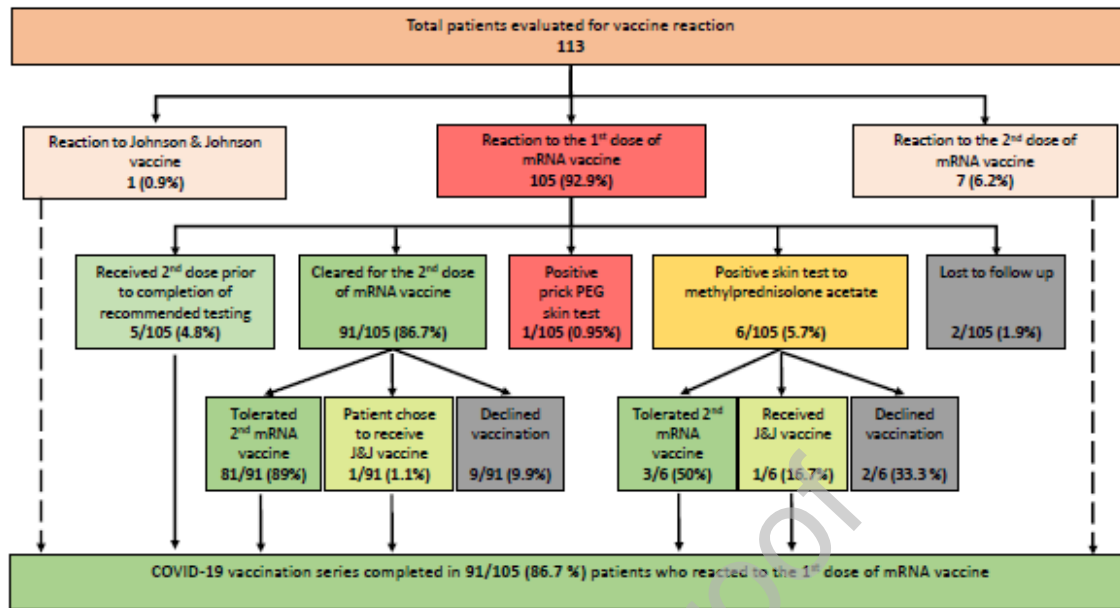 Total patients evaluated for vaccine reaction
113
Reaction to Johnson & Johnson
vaccine
1 (0.9%)
Reaction to the 1st dose of
mRNA vaccine
105 (92.9%)
Reaction to the 2nd dose of
mRNA vaccine
7 (6.2%)
Received 2nd dose prior
to completion of
recommended testing
5/105 (4.8%)
Cleared for the 2nd dose
of mRNA vaccine
91/105 (86.7%)
Positive
prick PEG
skin test
1/105 (0.95%)
Positive skin test to
methylprednisolone acetate
6/105 (5.7%)
Lost to follow up
2/105 (1.9%)
Tolerated
2nd mRNA
vaccine
81/91 (89%)
Patient chose
to receive
J&J vaccine
1/91 (1.1%)
Declined
vaccination
9/91 (9.9%)
Tolerated 2nd
mRNA
vaccine
3/6 (50%)
Received
J&J vaccine
1/6 (16.7%)
Declined
vaccination
2/6 (33.3 %)
COVID-19 vaccination series completed in 91/105 (86.7 %) patients who reacted to the 1st dose of mRNA vaccine
roof